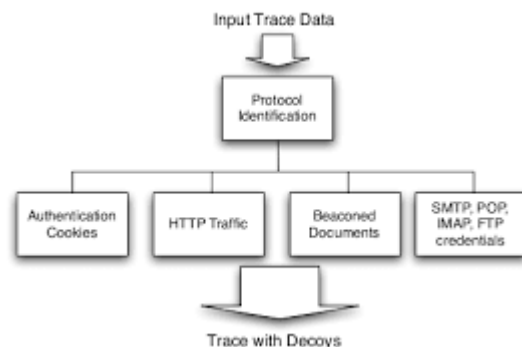 Input Trace Data
Protocol
Identification
Authentication
Cookies
HTTP Traffic
Beaconed
Documents
SMTP, POP,
IMAP, FTP
credentials
Trace with Decoys